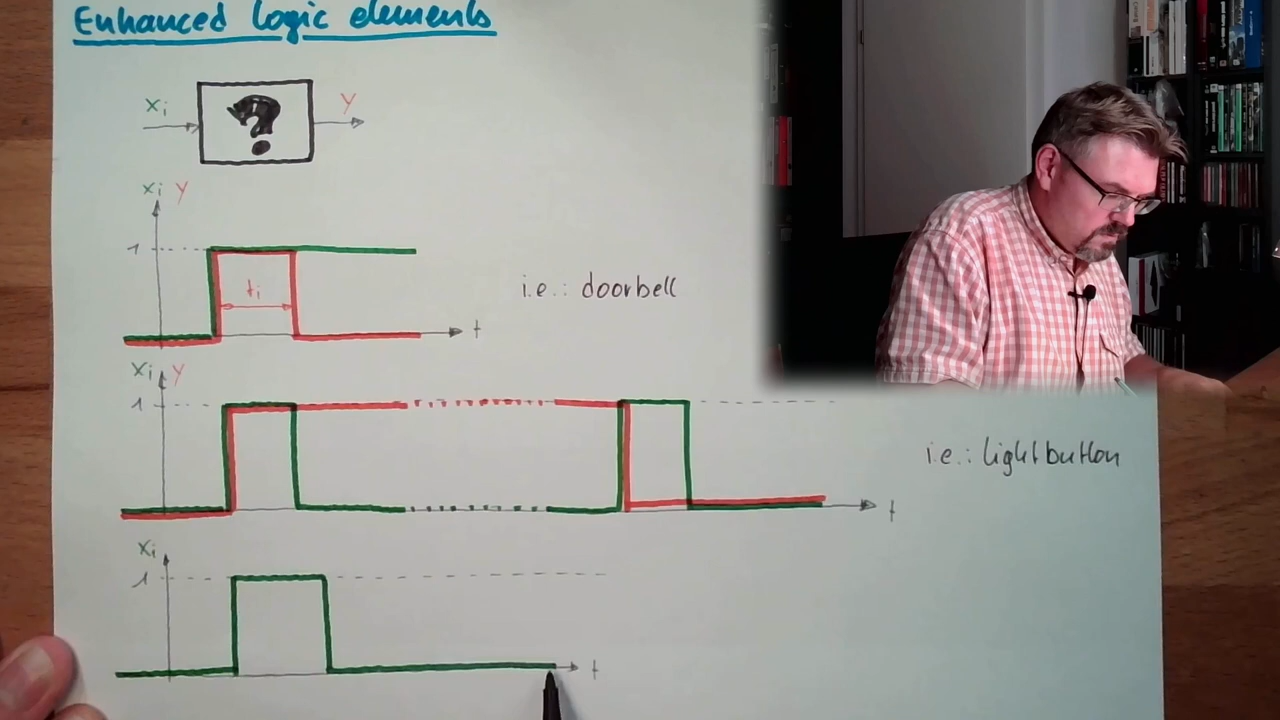 Enhanced logic elements
xi ? y
xi y
1
ti
t
i.e.: doorbell
xi y
1
t
i.e.: lightbutton
xi
1
t